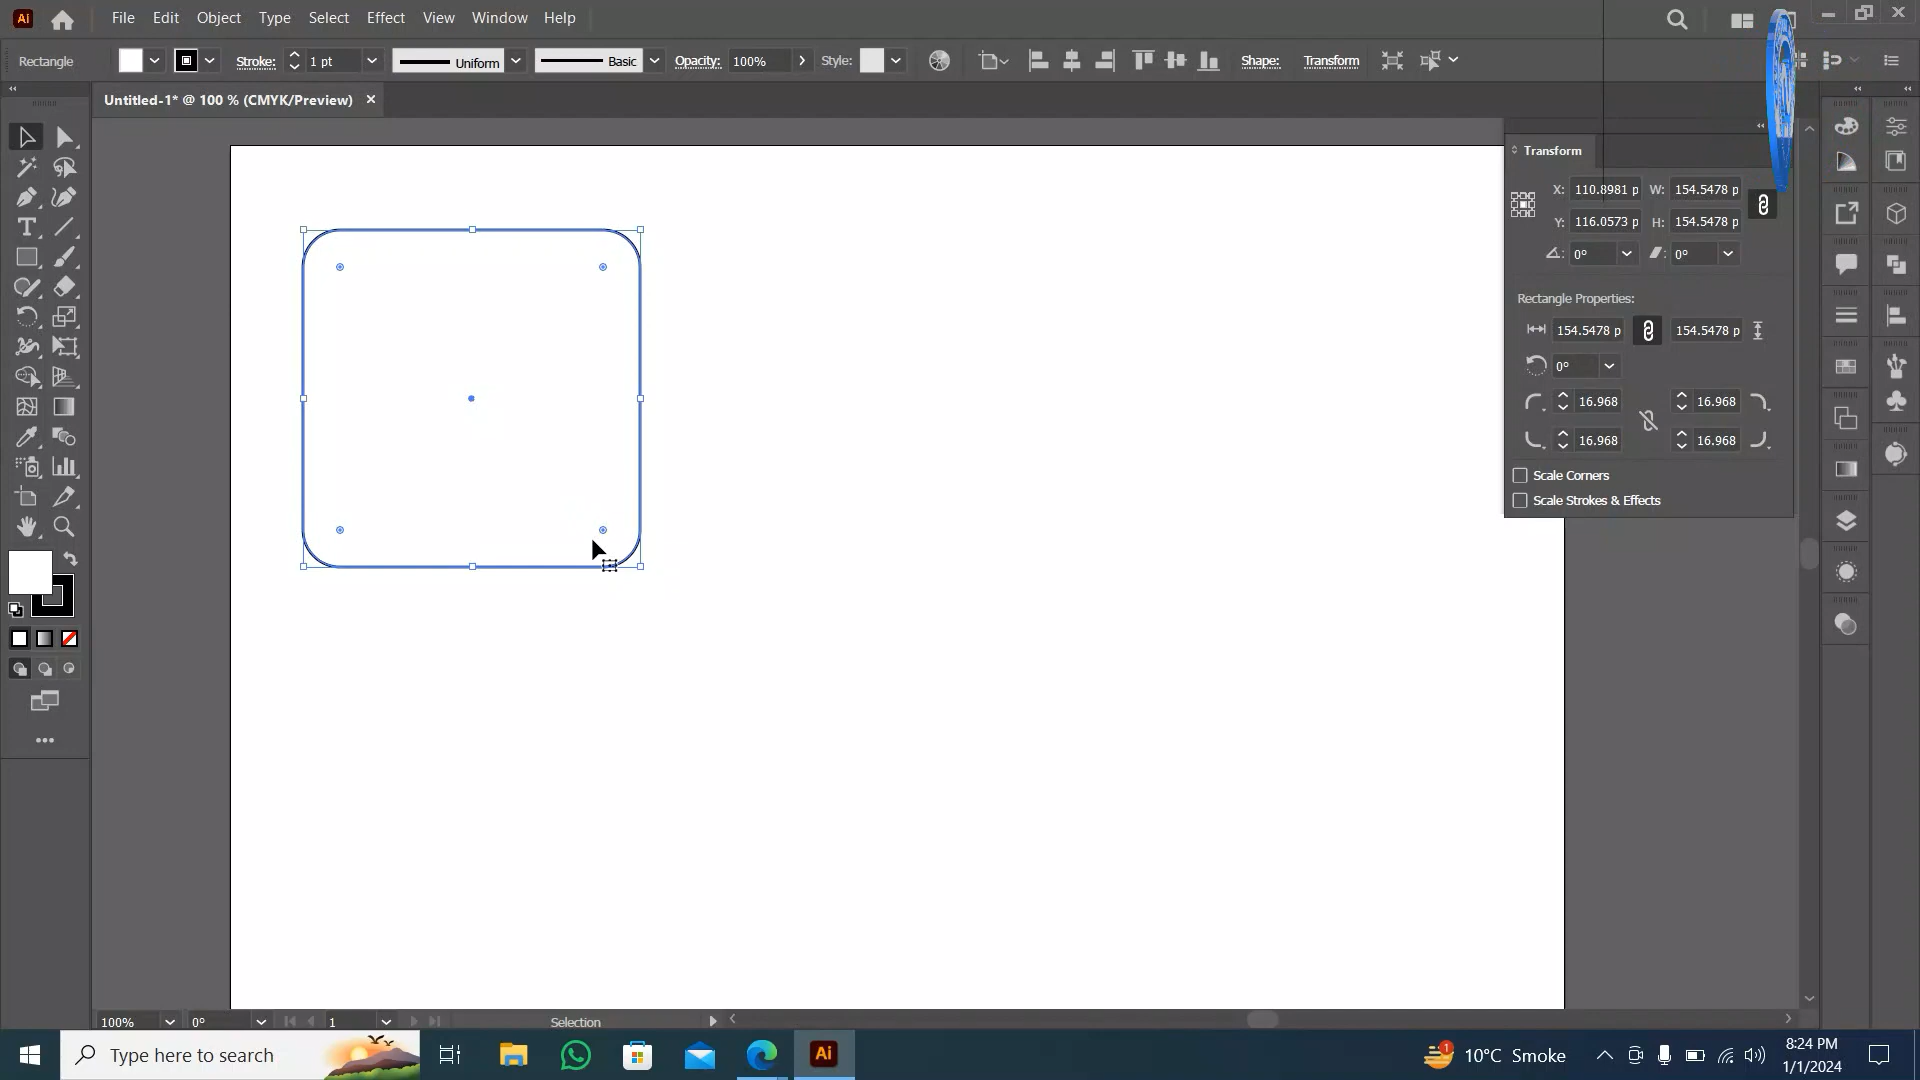 Ai File Edit Object Type Select Effect View Window Help
Rectangle Stroke: 1 pt Uniform Basic Opacity: 100% Style: Shape: Transform
Untitled-1* @ 100 % (CMYK/Preview) ×
Transform
X: 110.8981 p W: 154.5478 p
Y: 116.0573 p H: 154.5478 p
0° 0°
Rectangle Properties:
154.5478 p 154.5478 p
0°
16.968 16.968
16.968 16.968
Scale Corners
Scale Strokes & Effects
100% 0° 1 Selection
Type here to search Ai 1 10°C Smoke 8:24 PM
1/1/2024